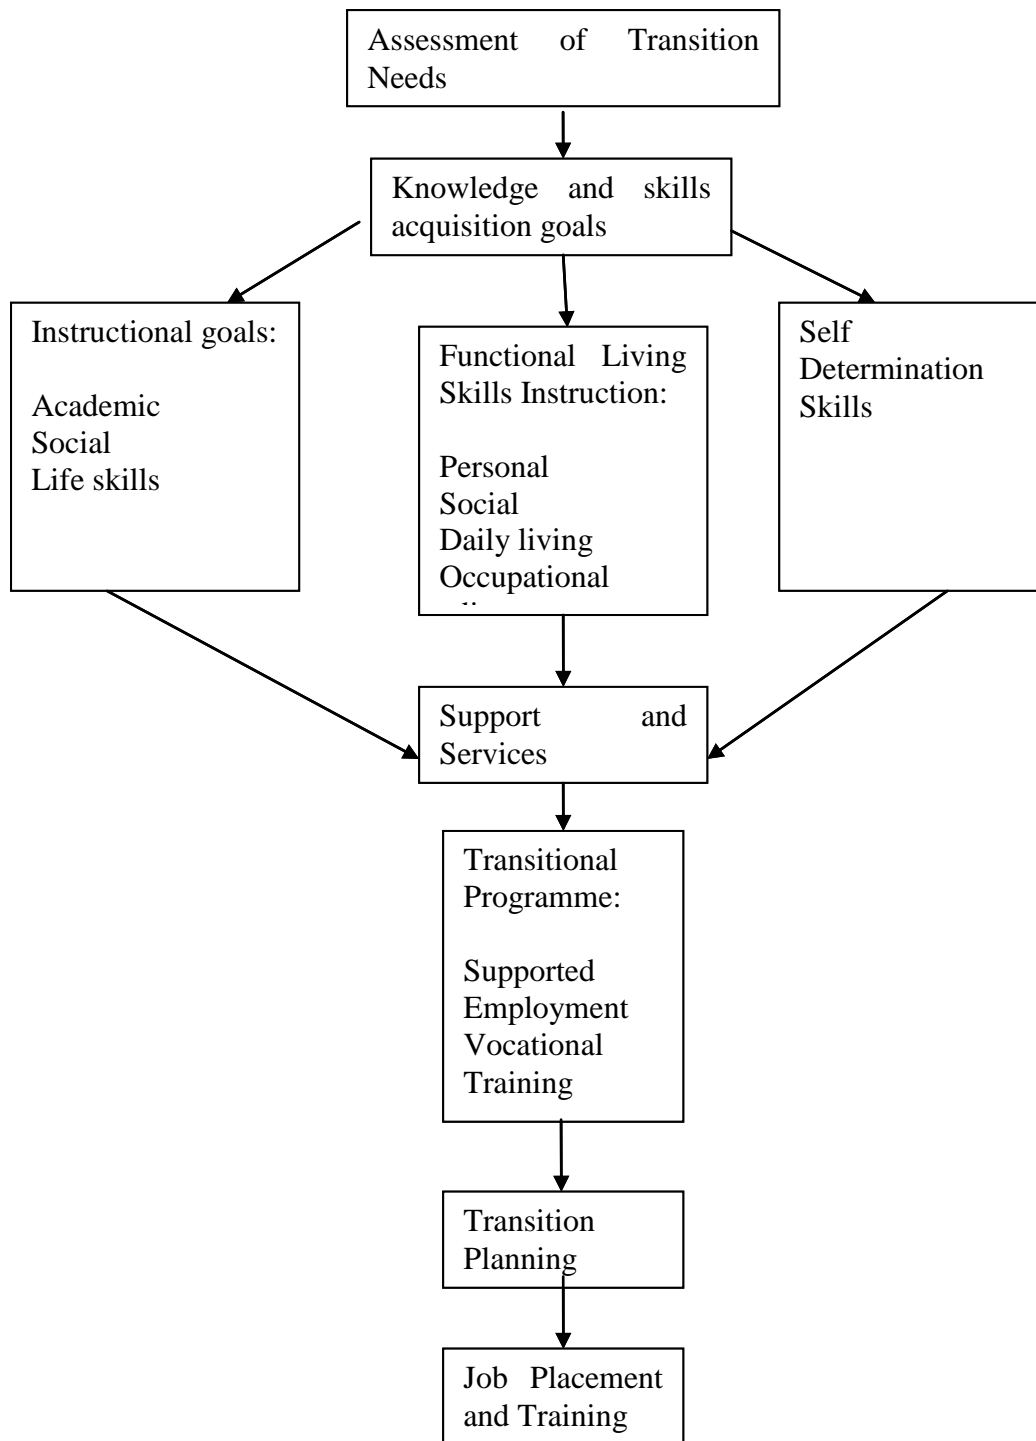 Assessment of Transition
Needs
Knowledge and skills
acquisition goals
Instructional goals:
Academic
Social
Life skills
Functional Living
Skills Instruction:
Personal
Social
Daily living
Occupational
Self
Determination
Skills
Support and
Services
Transitional
Programme:
Supported
Employment
Vocational
Training
Transition
Planning
Job Placement
and Training